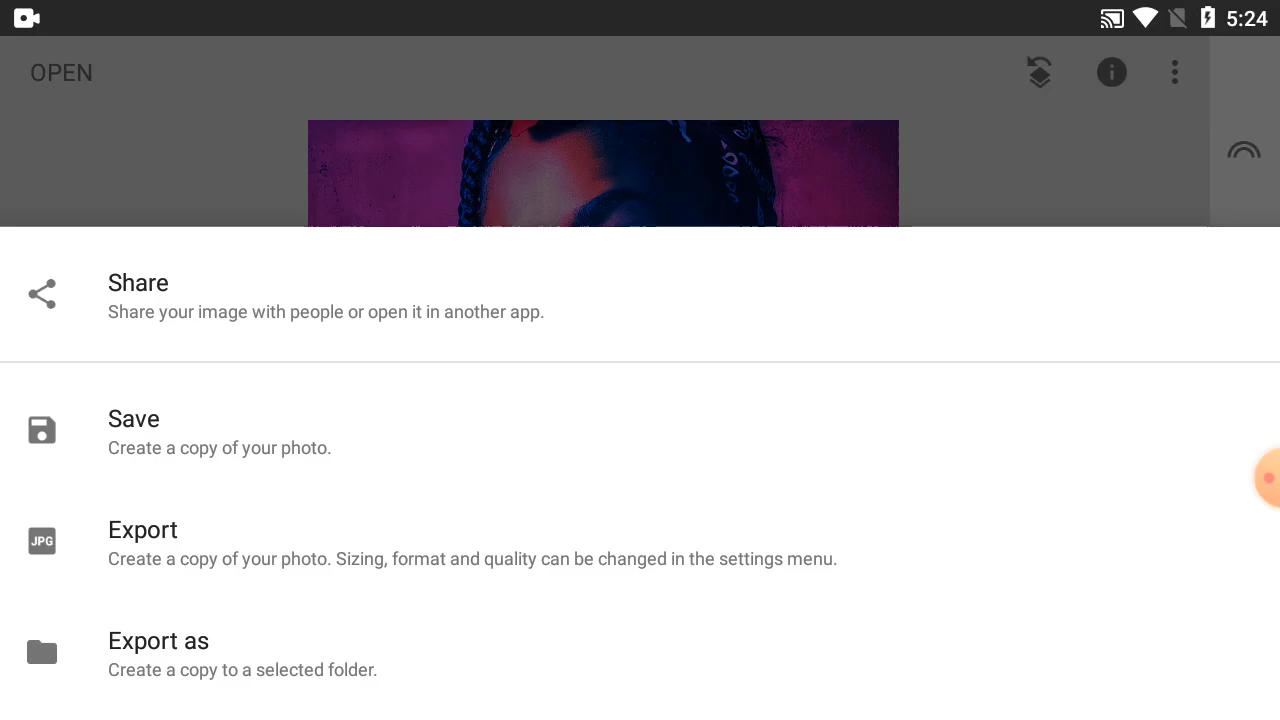 5:24
OPEN
Share
Share your image with people or open it in another app.
Save
Create a copy of your photo.
JPG
Export
Create a copy of your photo. Sizing, format and quality can be changed in the settings menu.
Export as
Create a copy to a selected folder.